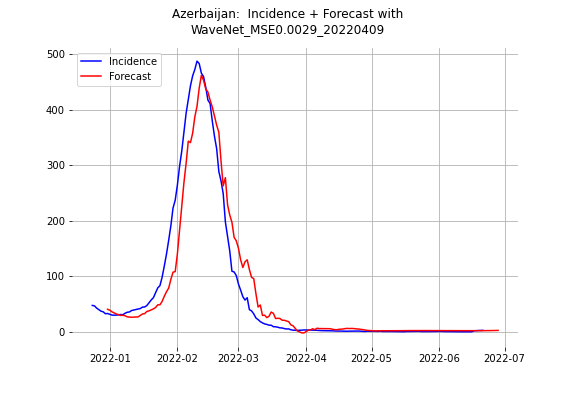 Azerbaijan:  Incidence + Forecast with
WaveNet_MSE0.0029_20220409
Incidence
Forecast
500
400
300
200
100
0
2022-01 2022-02 2022-03 2022-04 2022-05 2022-06 2022-07